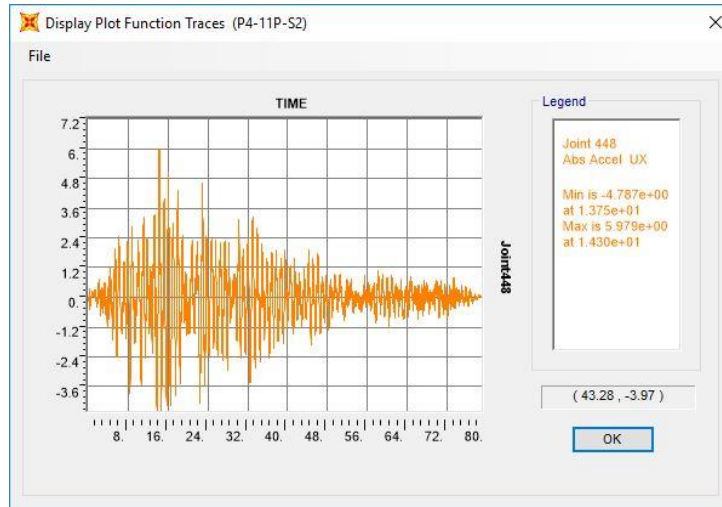 Display Plot Function Traces (P4-11P-S2)
File
TIME
7.2
6.
4.8
3.6
2.4
1.2
0.
-1.2
-2.4
-3.6
8. 16. 24. 32. 40. 48. 56. 64. 72. 80.
Joint448
Legend
Joint 448
Abs Accel UX
Min is -4.787e+00
at 1.375e+01
Max is 5.979e+00
at 1.430e+01
( 43.28 , -3.97 )
OK